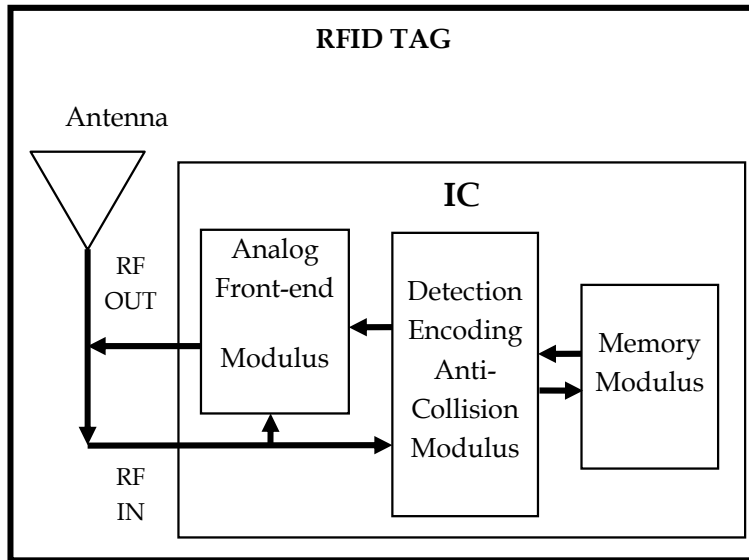 RFID TAG
Antenna
IC
RF
OUT
Analog
Front-end
Modulus
Detection
Encoding
Anti-
Collision
Modulus
Memory
Modulus
RF
IN